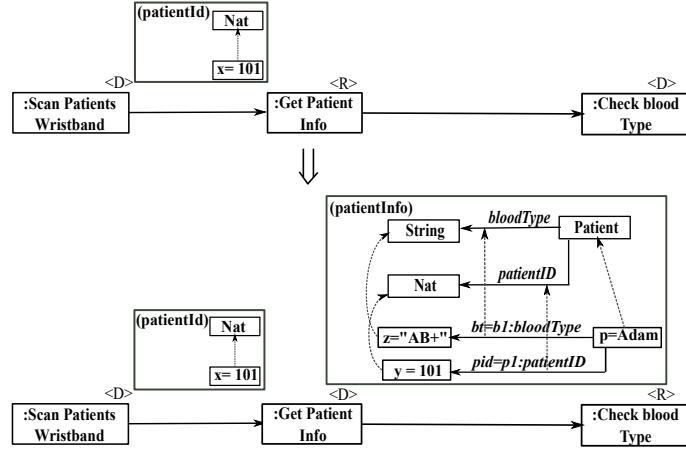 (patientId)
Nat
x= 101
<D>
<R>
<D>
:Scan Patients
Wristband
:Get Patient
Info
:Check blood
Type
⇓
(patientInfo)
String
bloodType
Patient
Nat
patientID
(patientId)
Nat
x= 101
z="AB+"
bt=b1:bloodType
p=Adam
y = 101
pid=p1:patientID
<D>
<D>
<R>
:Scan Patients
Wristband
:Get Patient
Info
:Check blood
Type